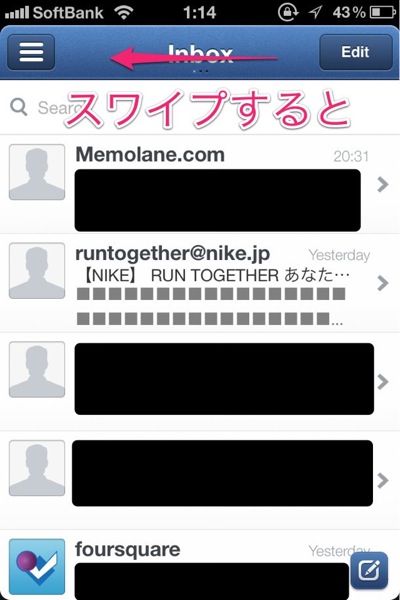 SoftBank 1:14 43%
Inbox Edit
Search
スワイプすると
Memolane.com 20:31
runtogether@nike.jp Yesterday
【NIKE】 RUN TOGETHER あなた…
■■■■■■■■■■■■■■■■■
■■■■■■■■■■■■■■■■...
foursquare Yesterday